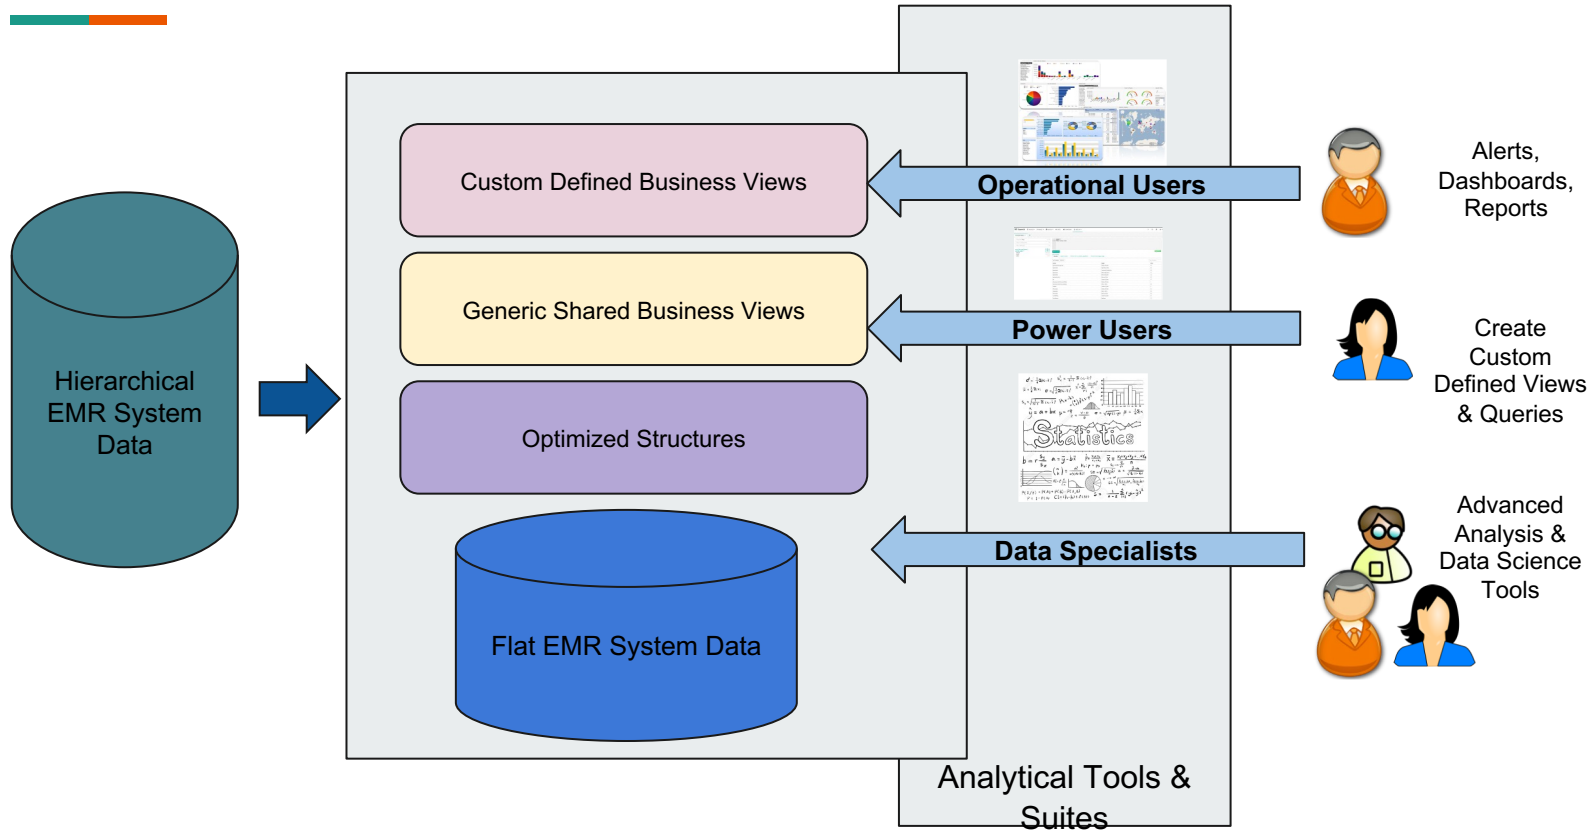 Custom Defined Business Views
Operational Users
Alerts,
Dashboards,
Reports
Generic Shared Business Views
Power Users
Create
Custom
Defined Views
& Queries
Hierarchical
EMR System
Data
Optimized Structures
Statistics
Data Specialists
Advanced
Analysis &
Data Science
Tools
Flat EMR System Data
Analytical Tools &
Suites